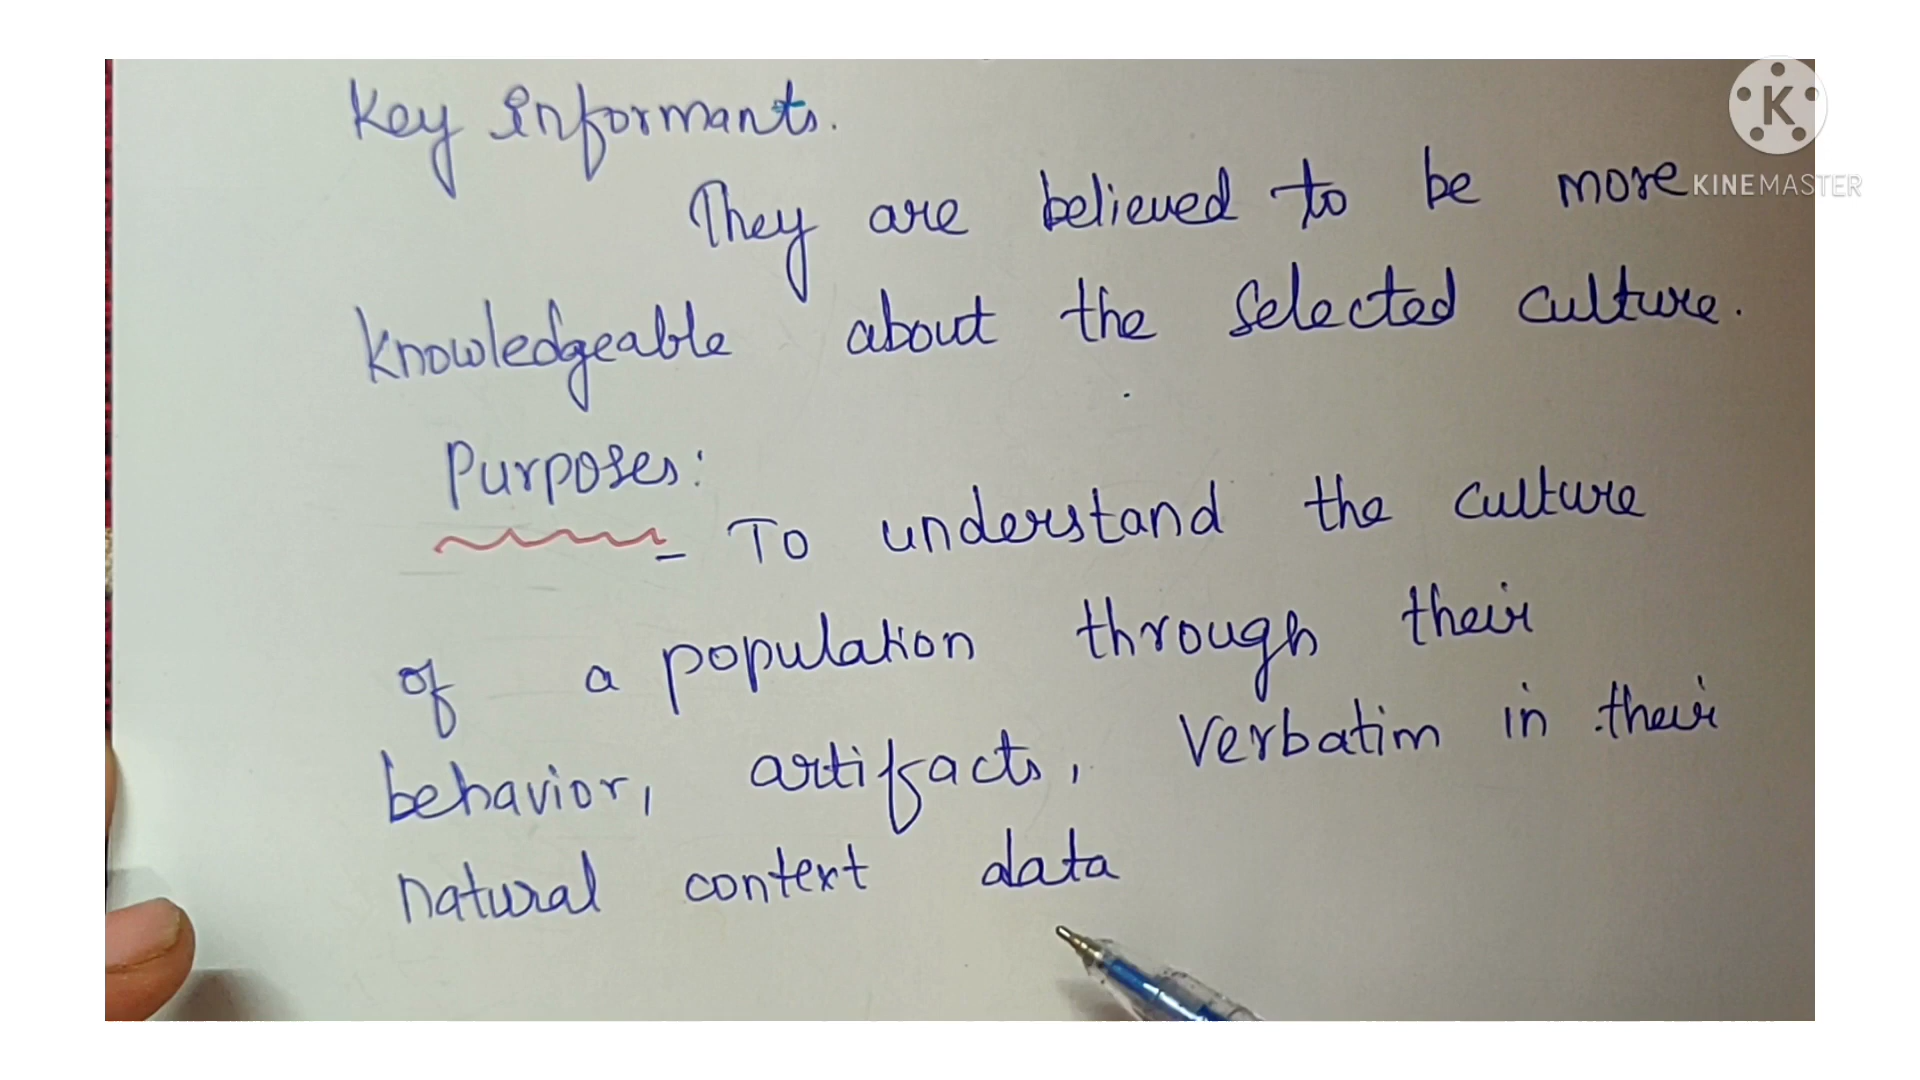 Key informants.
They are believed to be more
knowledgeable about the selected culture.
Purposes:
- To understand the culture
of a population through their
behavior, artifacts, verbatim in their
natural context data
K
KINEMASTER